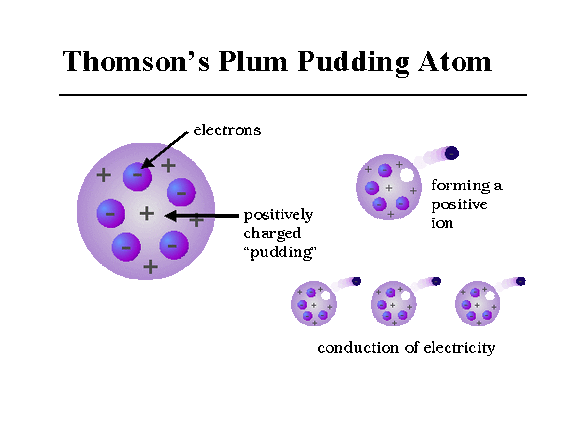 Thomson's Plum Pudding Atom
electrons
positively
charged
"pudding"
forming a
positive
ion
conduction of electricity